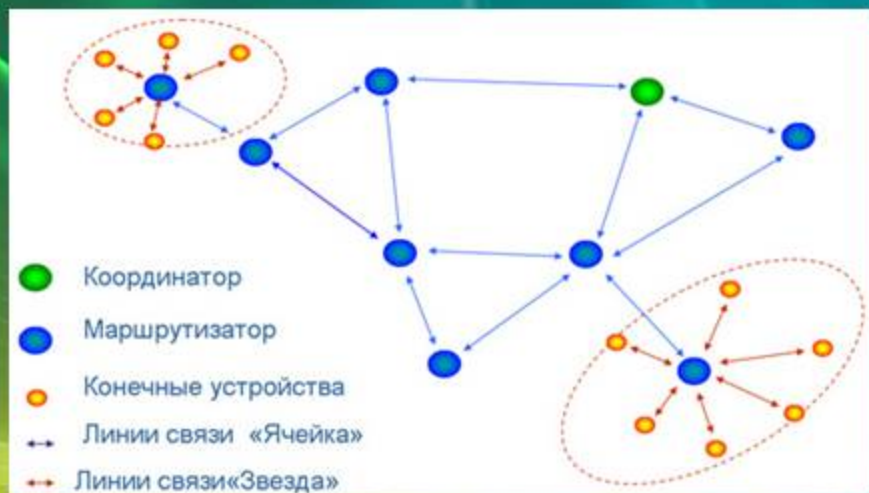 Координатор
Маршрутизатор
Конечные устройства
Линии связи «Ячейка»
Линии связи«Звезда»